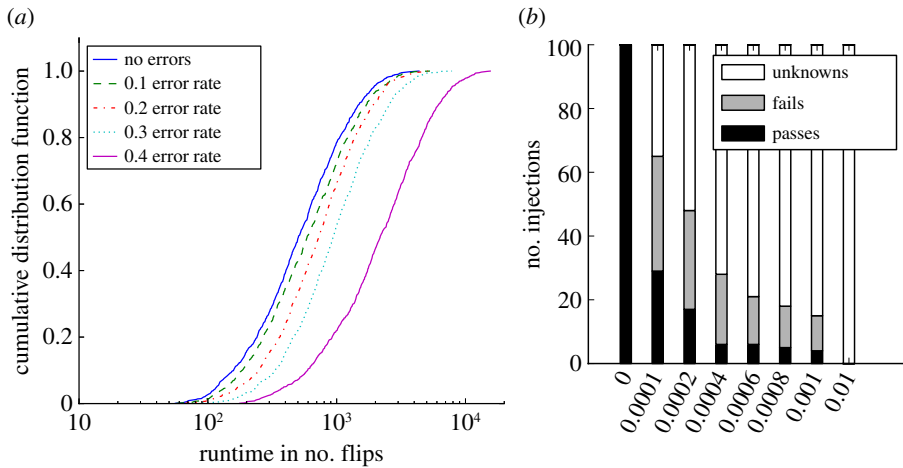 (a)
cumulative distribution function
1.0
0.8
0.6
0.4
0.2
0
no errors
0.1 error rate
0.2 error rate
0.3 error rate
0.4 error rate
10
10²
10³
10⁴
runtime in no. flips
(b)
no. injections
100
80
60
40
20
0
unknowns
fails
passes
0
0.0001
0.0002
0.0004
0.0006
0.0008
0.001
0.01